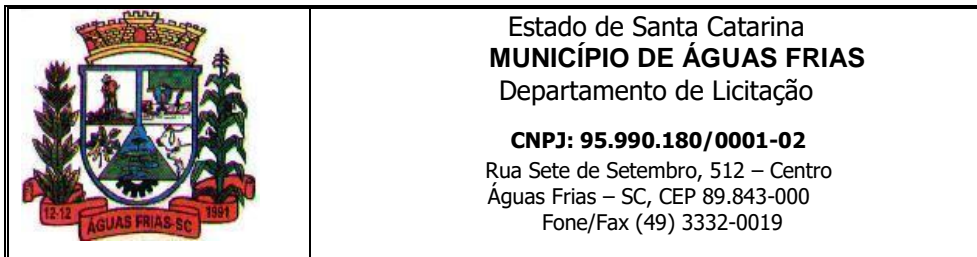 12-12
ÁGUAS FRIAS-SC
1991
Estado de Santa Catarina
MUNICÍPIO DE ÁGUAS FRIAS
Departamento de Licitação
CNPJ: 95.990.180/0001-02
Rua Sete de Setembro, 512 – Centro
Águas Frias – SC, CEP 89.843-000
Fone/Fax (49) 3332-0019